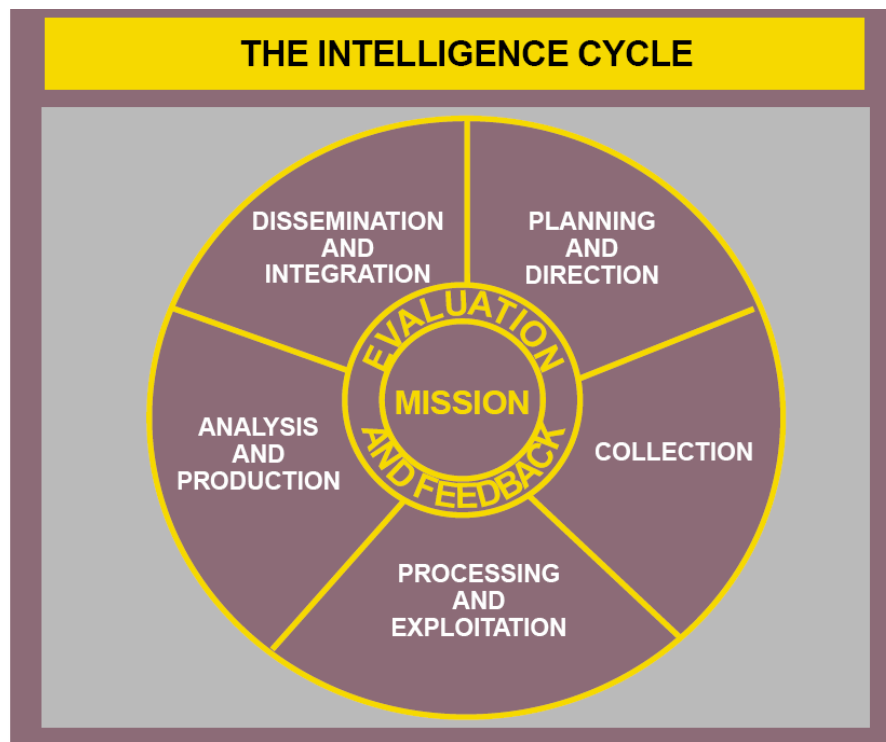 THE INTELLIGENCE CYCLE
DISSEMINATION
AND
INTEGRATION
PLANNING
AND
DIRECTION
EVALUATION
MISSION
AND FEEDBACK
ANALYSIS
AND
PRODUCTION
COLLECTION
PROCESSING
AND
EXPLOITATION